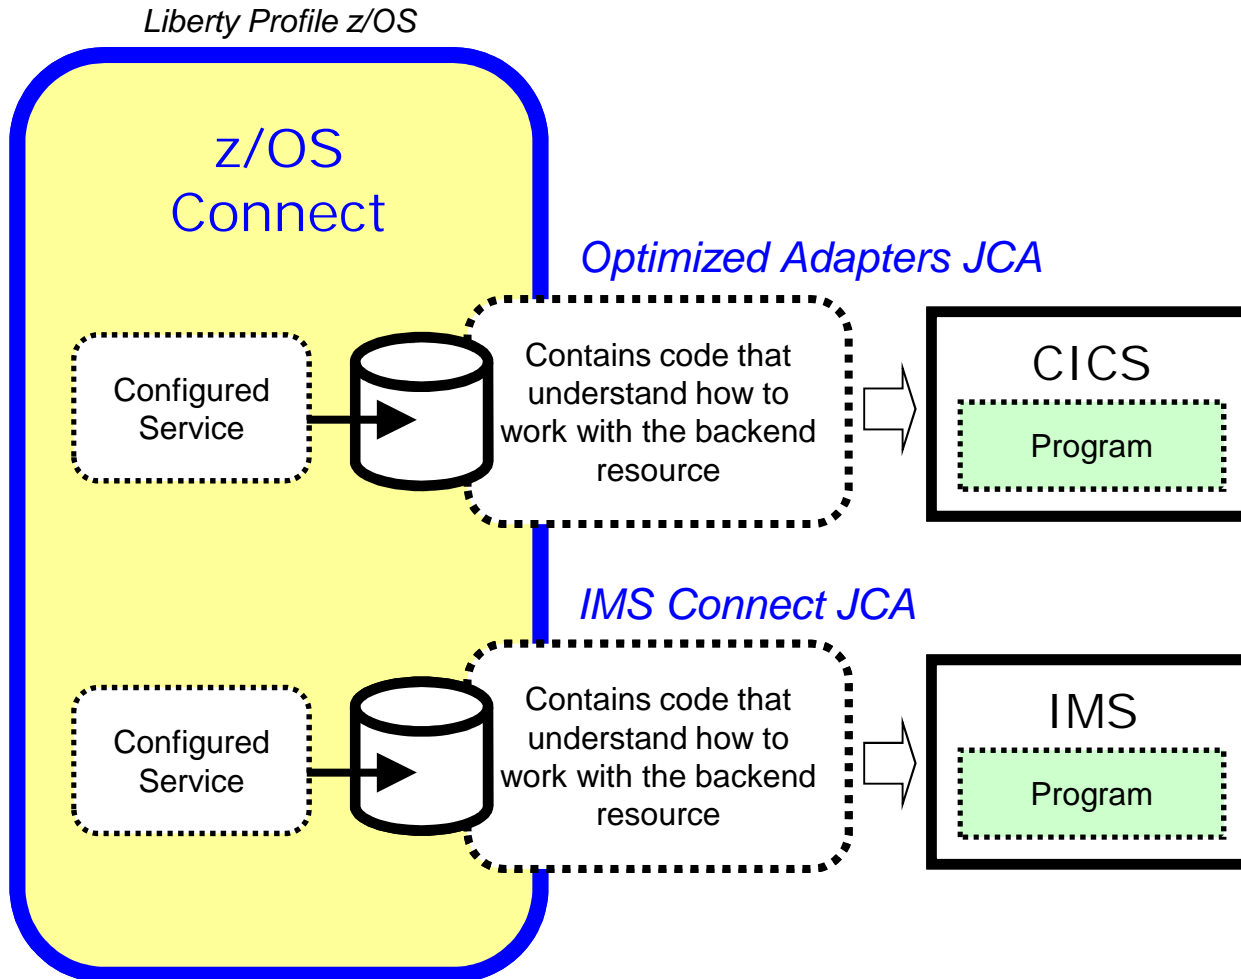 Liberty Profile z/OS
z/OS
Connect
Optimized Adapters JCA
Configured
Service
Contains code that
understand how to
work with the backend
resource
CICS
Program
IMS Connect JCA
Configured
Service
Contains code that
understand how to
work with the backend
resource
IMS
Program